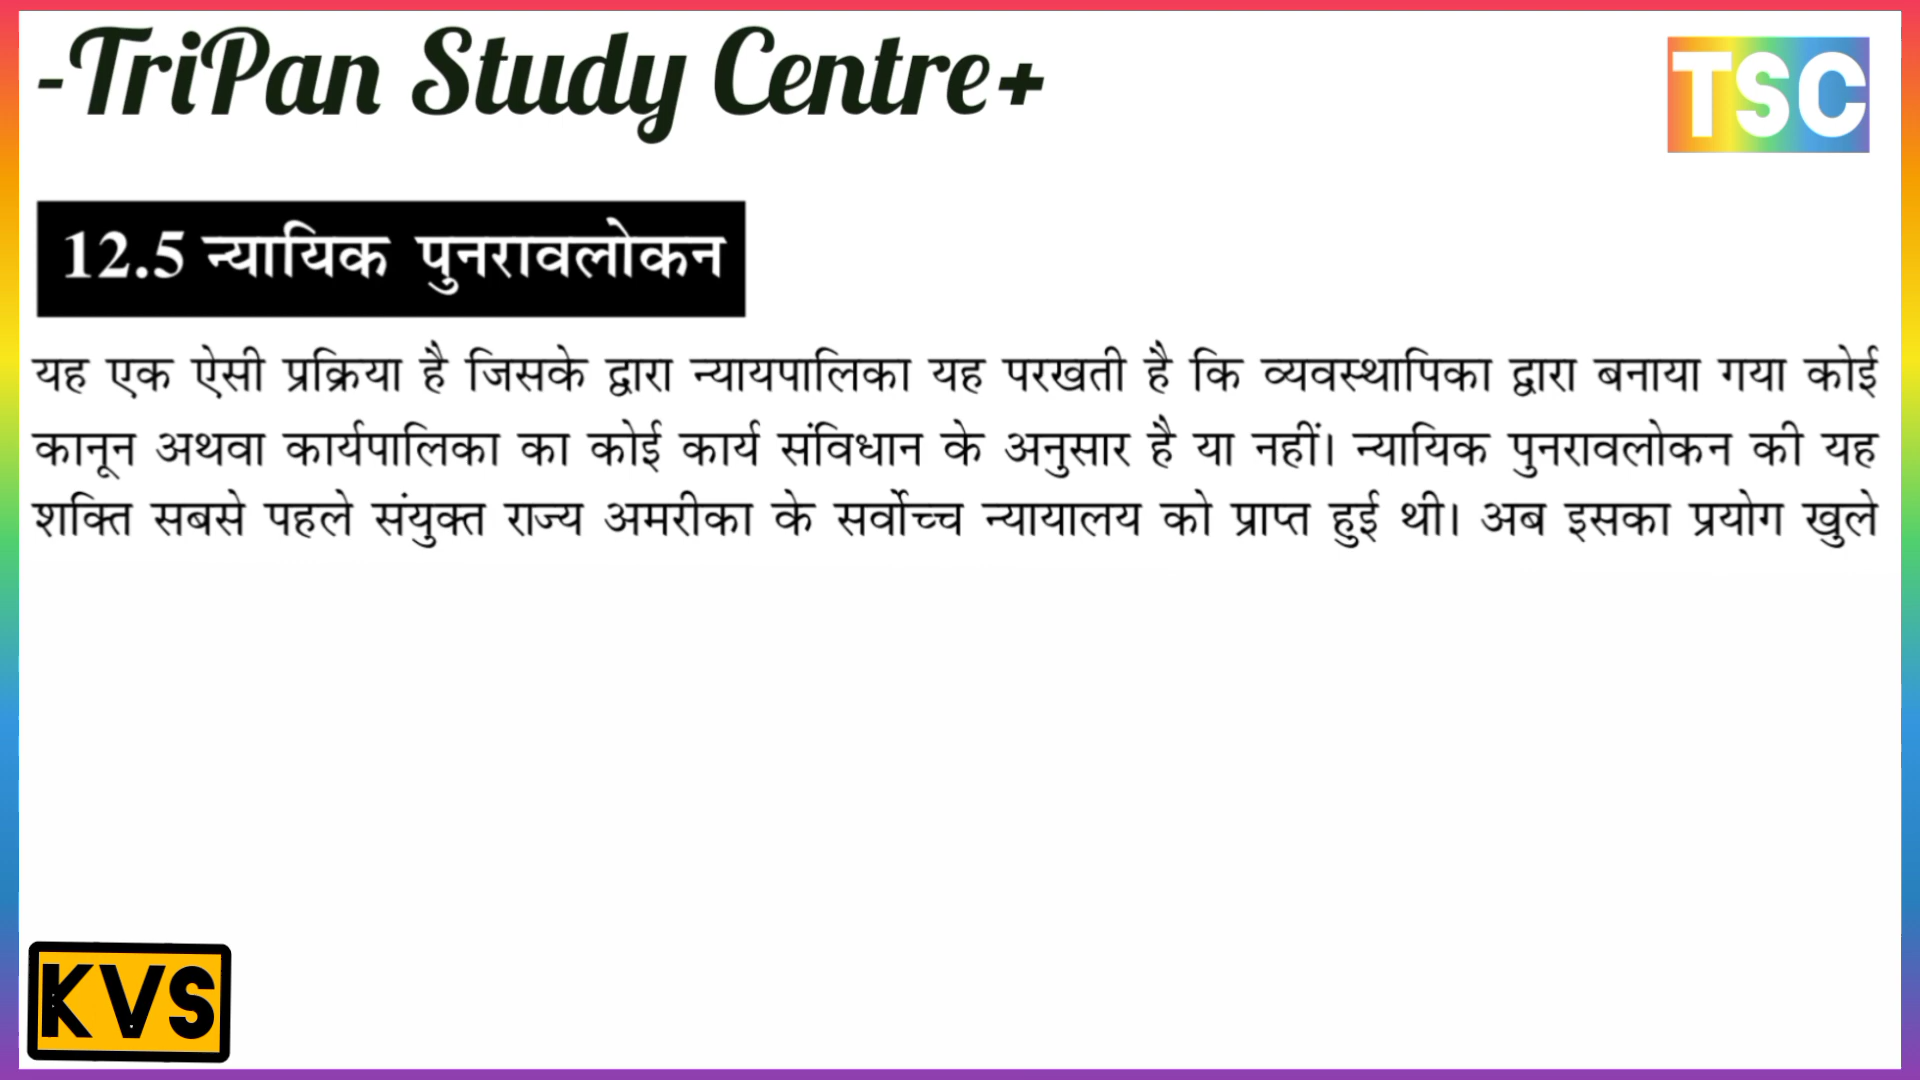 -TriPan Study Centre+
TSC
12.5 न्यायिक पुनरावलोकन
यह एक ऐसी प्रक्रिया है जिसके द्वारा न्यायपालिका यह परखती है कि व्यवस्थापिका द्वारा बनाया गया कोई
कानून अथवा कार्यपालिका का कोई कार्य संविधान के अनुसार है या नहीं। न्यायिक पुनरावलोकन की यह
शक्ति सबसे पहले संयुक्त राज्य अमरीका के सर्वोच्च न्यायालय को प्राप्त हुई थी। अब इसका प्रयोग खुले
KVS